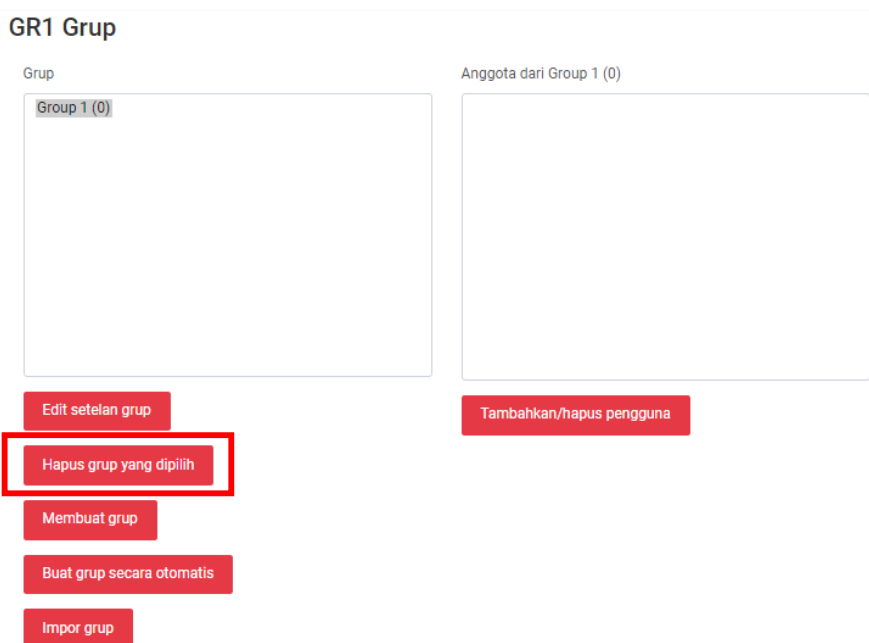 GR1 Grup
Grup
Group 1 (0)
Anggota dari Group 1 (0)
Edit setelan grup
Tambahkan/hapus pengguna
Hapus grup yang dipilih
Membuat grup
Buat grup secara otomatis
Impor grup